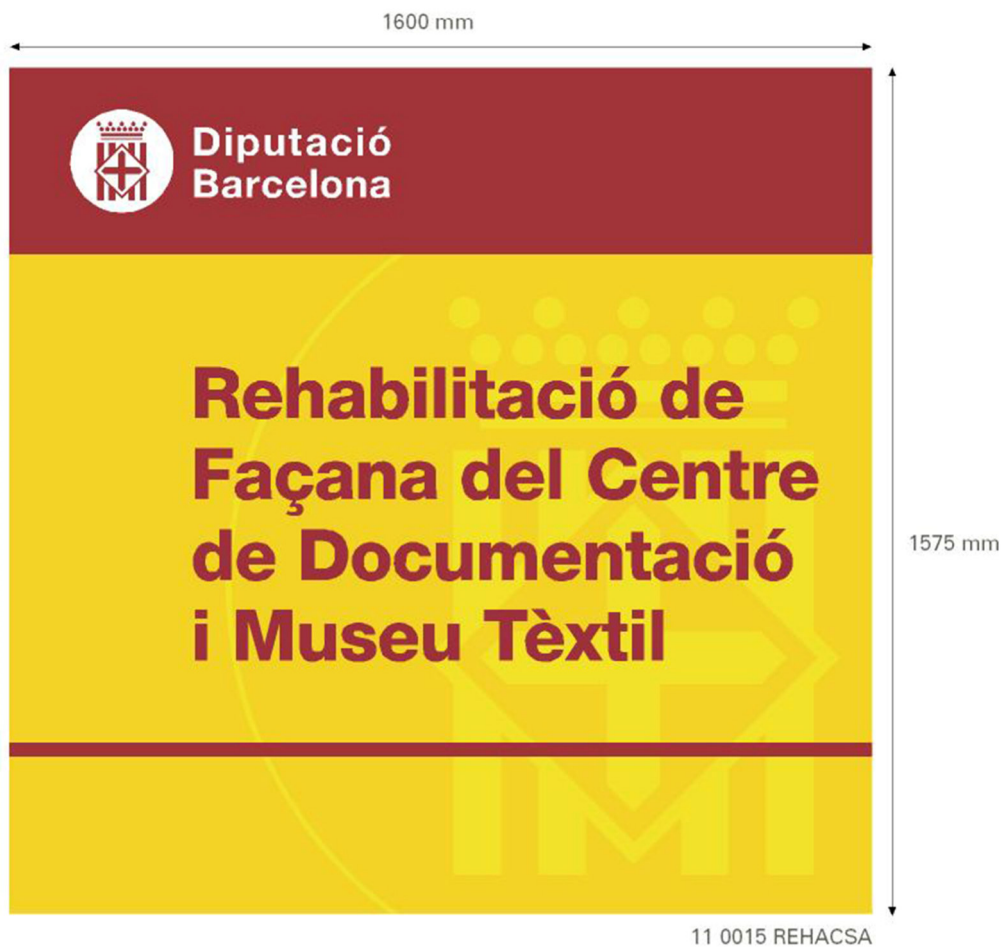 1600 mm
Diputació
Barcelona
Rehabilitació de
Façana del Centre
de Documentació
i Museu Tèxtil
1575 mm
11 0015 REHACSA